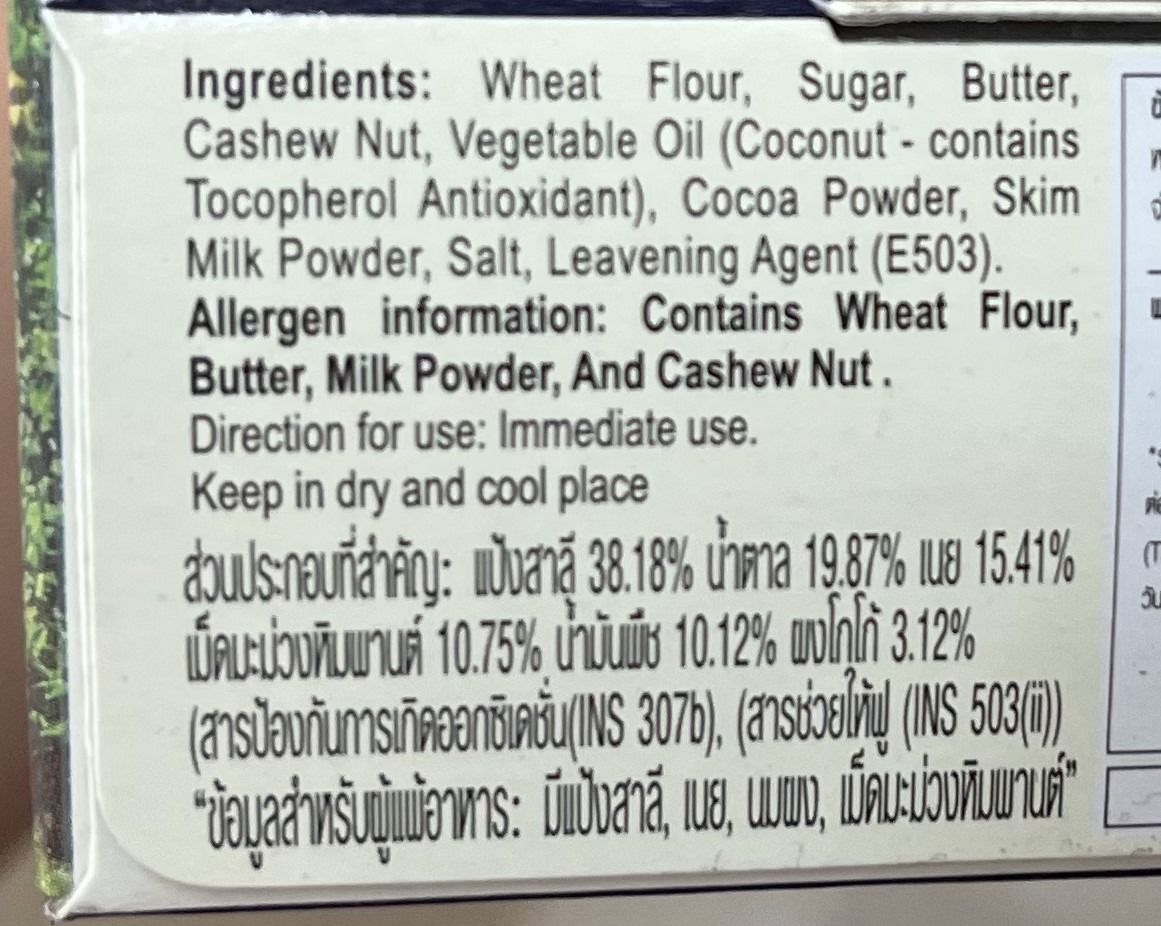 Ingredients: Wheat Flour, Sugar, Butter,
Cashew Nut, Vegetable Oil (Coconut - contains
Tocopherol Antioxidant), Cocoa Powder, Skim
Milk Powder, Salt, Leavening Agent (E503).
Allergen information: Contains Wheat Flour,
Butter, Milk Powder, And Cashew Nut .
Direction for use: Immediate use.
Keep in dry and cool place
ส่วนประกอบที่สำคัญ: แป้งสาลี 38.18% น้ำตาล 19.87% เนย 15.41%
เม็ดมะม่วงหิมพานต์ 10.75% น้ำมันพืช 10.12% ผงโกโก้ 3.12%
(สารป้องกันการเกิดออกซิเดชั่น(INS 307b), (สารช่วยให้ฟู (INS 503(ii))
“ข้อมูลสำหรับผู้แพ้อาหาร: มีแป้งสาลี, เนย, นมผง, เม็ดมะม่วงหิมพานต์”